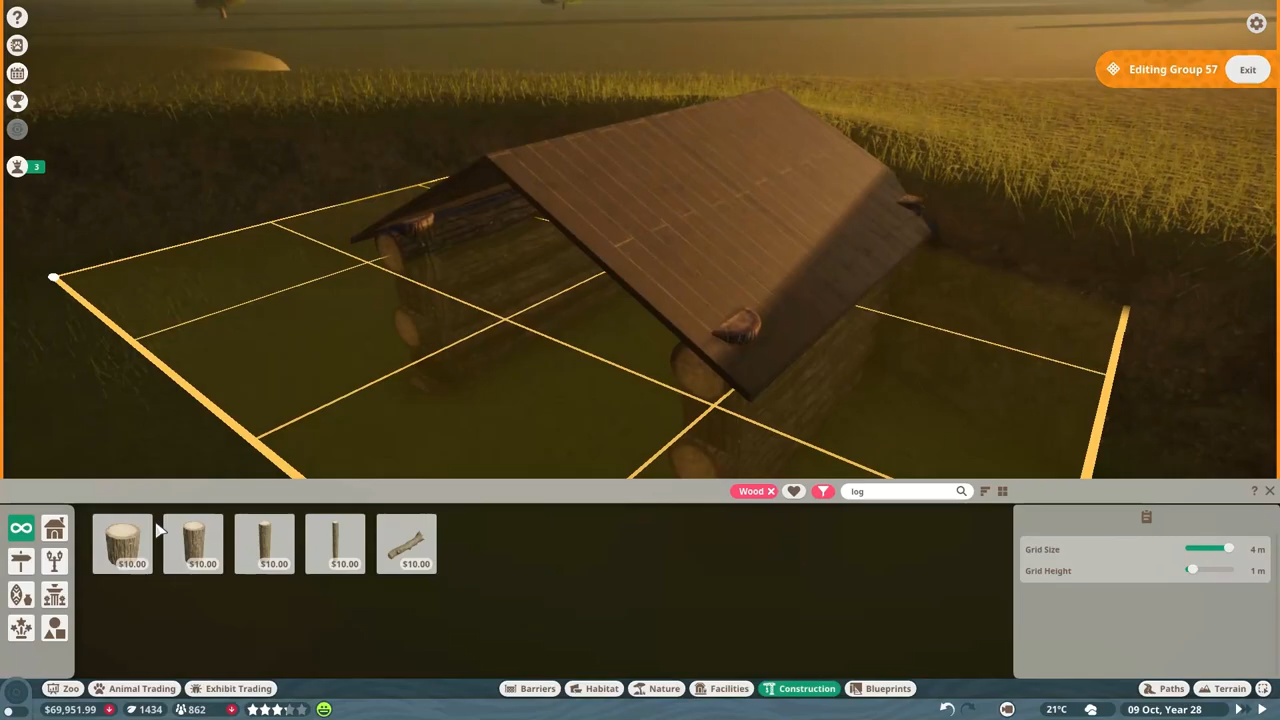 ?
Editing Group 57 Exit
3
Wood × log ?
$10.00 $10.00 $10.00 $10.00 $10.00
Grid Size 4 m
Grid Height 1 m
Zoo Animal Trading Exhibit Trading Barriers Habitat Nature Facilities Construction Blueprints Paths Terrain
$69,951.99 1434 862 21°C 09 Oct, Year 28